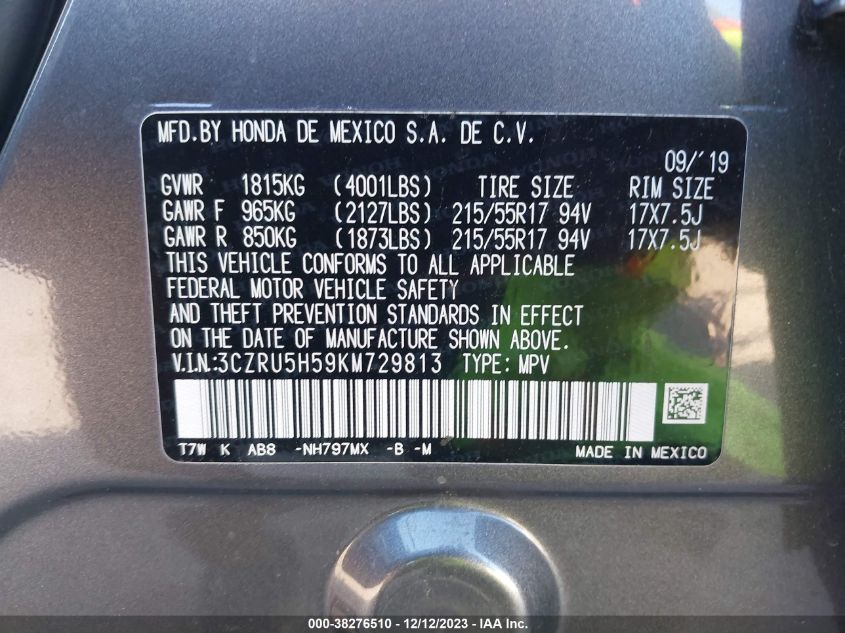 MFD.BY HONDA DE MEXICO S.A. DE C.V.
09/'19
GVWR 1815KG (4001LBS) TIRE SIZE RIM SIZE
GAWR F 965KG (2127LBS) 215/55R17 94V 17X7.5J
GAWR R 850KG (1873LBS) 215/55R17 94V 17X7.5J
THIS VEHICLE CONFORMS TO ALL APPLICABLE
FEDERAL MOTOR VEHICLE SAFETY
AND THEFT PREVENTION STANDARDS IN EFFECT
ON THE DATE OF MANUFACTURE SHOWN ABOVE.
V.I.N:3CZRU5H59KM729813 TYPE: MPV
T7W K AB8 -NH797MX -B -M MADE IN MEXICO
000-38276510 - 12/12/2023 - IAA Inc.